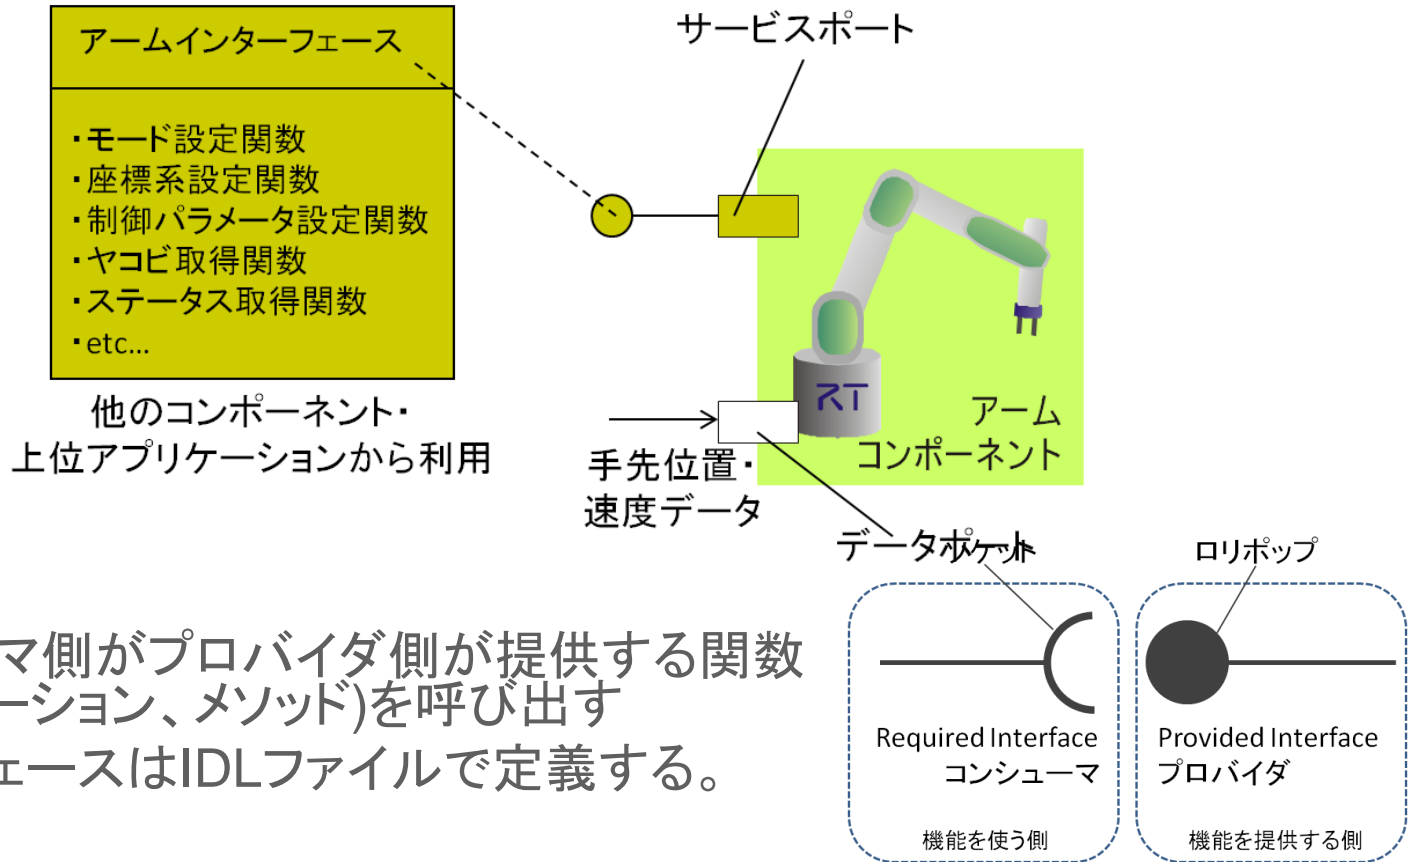 アームインターフェース
・モード設定関数
・座標系設定関数
・制御パラメータ設定関数
・ヤコビ取得関数
・ステータス取得関数
・etc...
他のコンポーネント・
上位アプリケーションから利用
サービスポート
RT
アーム
コンポーネント
手先位置・
速度データ
データポート
ソケット
ロリポップ
マ側がプロバイダ側が提供する関数
ーション、メソッド)を呼び出す
ェースはIDLファイルで定義する。
Required Interface
コンシューマ
機能を使う側
Provided Interface
プロバイダ
機能を提供する側